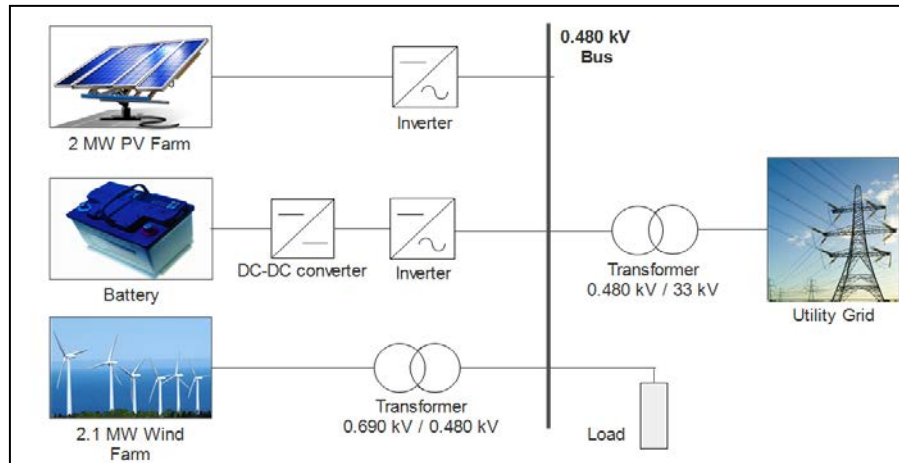 0.480 kV
Bus
Inverter
2 MW PV Farm
DC-DC converter
Inverter
Battery
Transformer
0.480 kV / 33 kV
Utility Grid
Transformer
0.690 kV / 0.480 kV
Load
2.1 MW Wind
Farm